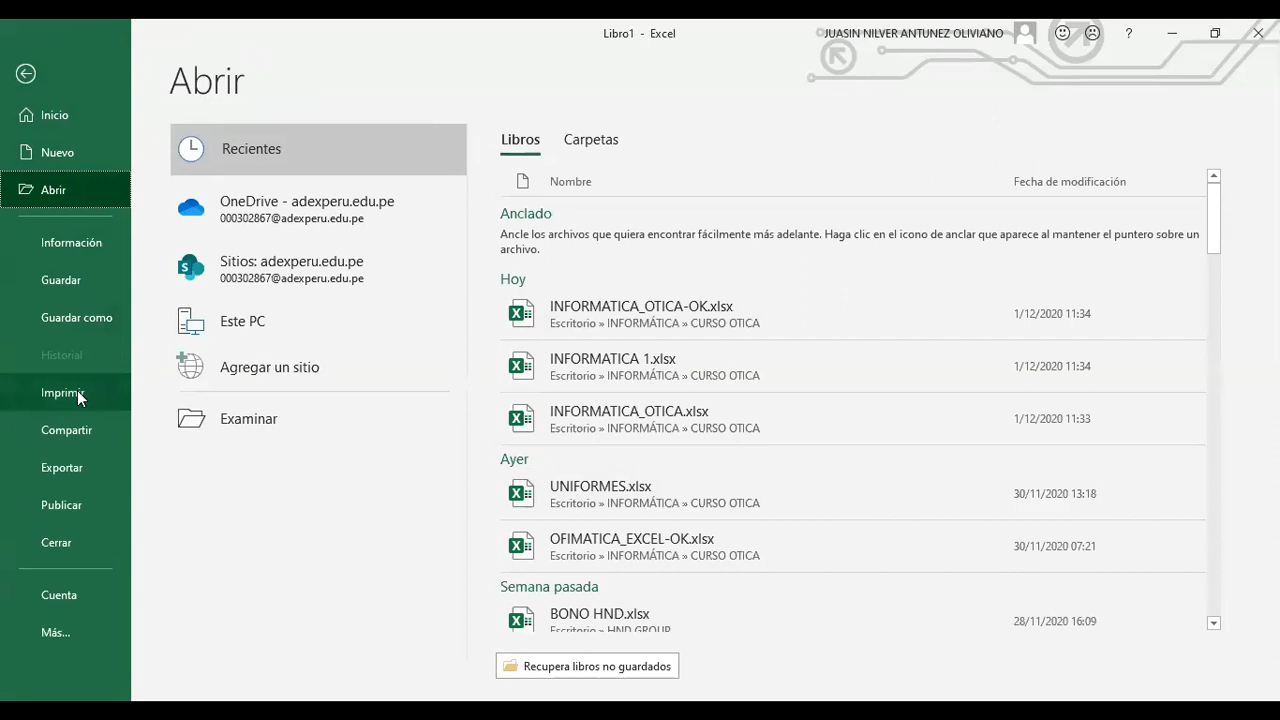 Libro1 - Excel
JUASIN NILVER ANTUNEZ OLIVIANO
?
Abrir
Inicio
Nuevo
Abrir
Información
Guardar
Guardar como
Historial
Imprimir
Compartir
Exportar
Publicar
Cerrar
Cuenta
Más...
Recientes
OneDrive - adexperu.edu.pe
000302867@adexperu.edu.pe
Sitios: adexperu.edu.pe
000302867@adexperu.edu.pe
Este PC
Agregar un sitio
Examinar
Libros Carpetas
Nombre Fecha de modificación
Anclado
Ancle los archivos que quiera encontrar fácilmente más adelante. Haga clic en el icono de anclar que aparece al mantener el puntero sobre un
archivo.
Hoy
INFORMATICA_OTICA-OK.xlsx
Escritorio » INFORMÁTICA » CURSO OTICA
1/12/2020 11:34
INFORMATICA 1.xlsx
Escritorio » INFORMÁTICA » CURSO OTICA
1/12/2020 11:34
INFORMATICA_OTICA.xlsx
Escritorio » INFORMÁTICA » CURSO OTICA
1/12/2020 11:33
Ayer
UNIFORMES.xlsx
Escritorio » INFORMÁTICA » CURSO OTICA
30/11/2020 13:18
OFIMATICA_EXCEL-OK.xlsx
Escritorio » INFORMÁTICA » CURSO OTICA
30/11/2020 07:21
Semana pasada
BONO HND.xlsx
Escritorio » HND GROUP
28/11/2020 16:09
Recupera libros no guardados